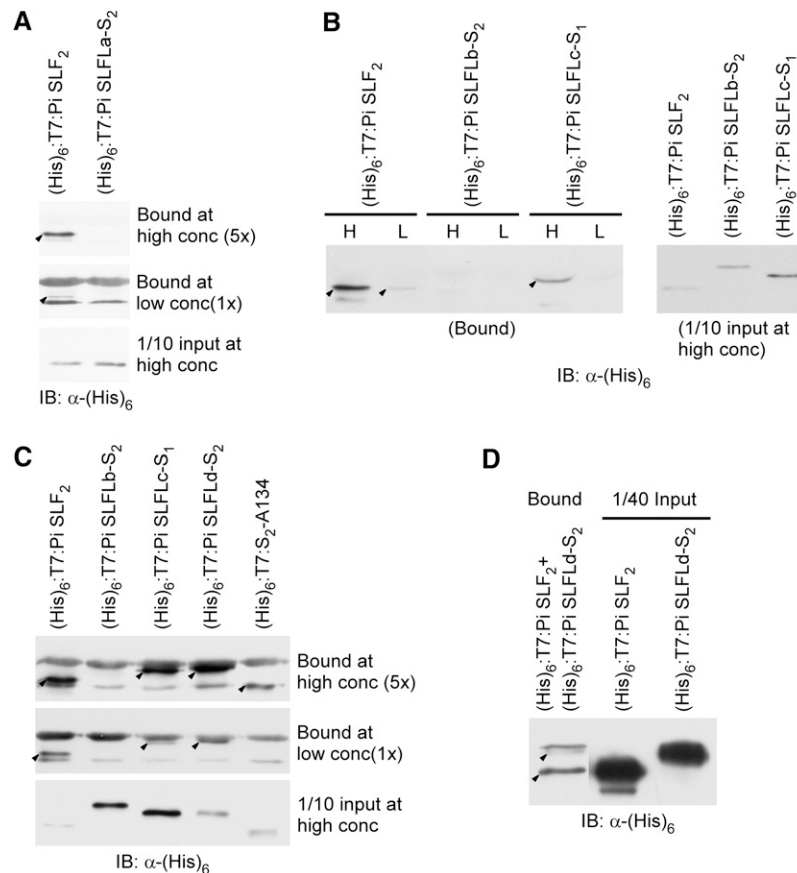 A
(His)₆:T7:Pi SLF₂
(His)₆:T7:Pi SLFLa-S₂
Bound at
high conc (5x)
Bound at
low conc(1x)
1/10 input at
high conc
IB: α-(His)₆
B
(His)₆:T7:Pi SLF₂
(His)₆:T7:Pi SLFLb-S₂
(His)₆:T7:Pi SLFLc-S₁
H L H L H L
(Bound)
(His)₆:T7:Pi SLF₂
(His)₆:T7:Pi SLFLb-S₂
(His)₆:T7:Pi SLFLc-S₁
(1/10 input at
high conc)
IB: α-(His)₆
C
(His)₆:T7:Pi SLF₂
(His)₆:T7:Pi SLFLb-S₂
(His)₆:T7:Pi SLFLc-S₁
(His)₆:T7:Pi SLFLd-S₂
(His)₆:T7:S₂-A134
Bound at
high conc (5x)
Bound at
low conc(1x)
1/10 input at
high conc
IB: α-(His)₆
D
Bound
1/40 Input
(His)₆:T7:Pi SLF₂+
(His)₆:T7:Pi SLFLd-S₂
(His)₆:T7:Pi SLF₂
(His)₆:T7:Pi SLFLd-S₂
IB: α-(His)₆